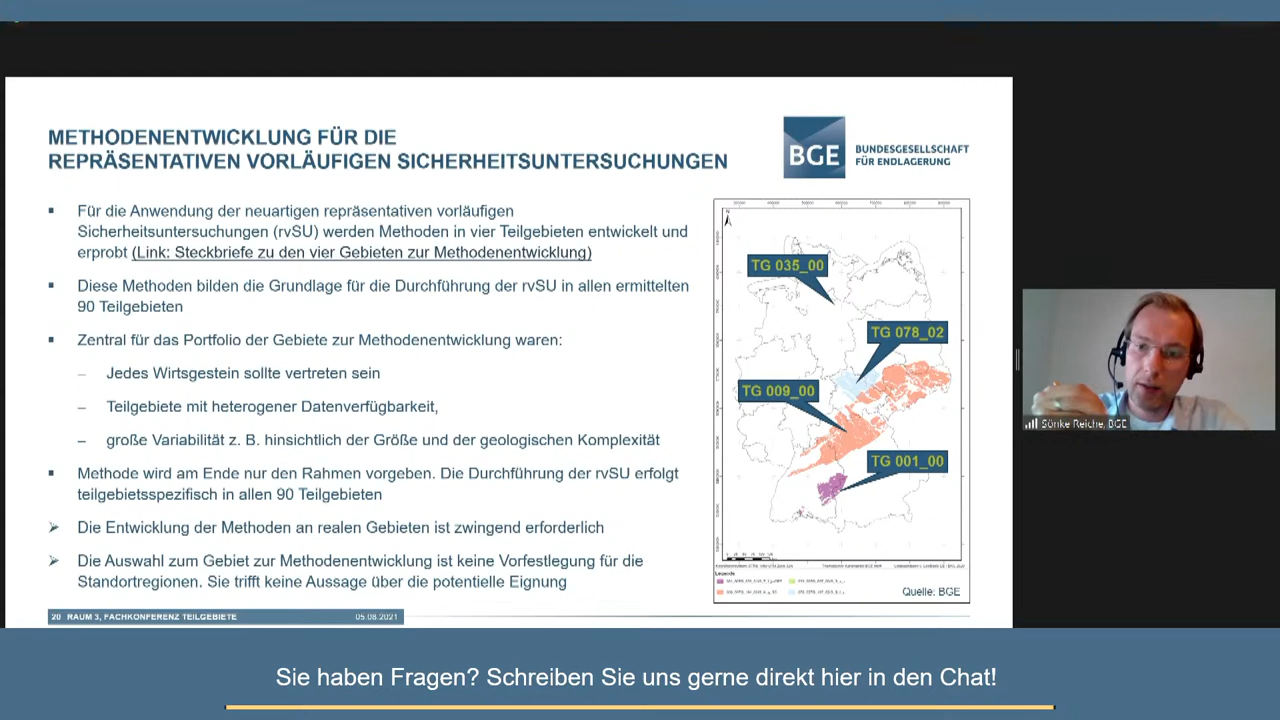 METHODENENTWICKLUNG FÜR DIE
REPRÄSENTATIVEN VORLÄUFIGEN SICHERHEITSUNTERSUCHUNGEN
BGE
BUNDESGESELLSCHAFT
FÜR ENDLAGERUNG
▪ Für die Anwendung der neuartigen repräsentativen vorläufigen
Sicherheitsuntersuchungen (rvSU) werden Methoden in vier Teilgebieten entwickelt und
erprobt (Link: Steckbriefe zu den vier Gebieten zur Methodenentwicklung)
▪ Diese Methoden bilden die Grundlage für die Durchführung der rvSU in allen ermittelten
90 Teilgebieten
▪ Zentral für das Portfolio der Gebiete zur Methodenentwicklung waren:
– Jedes Wirtsgestein sollte vertreten sein
– Teilgebiete mit heterogener Datenverfügbarkeit,
– große Variabilität z. B. hinsichtlich der Größe und der geologischen Komplexität
▪ Methode wird am Ende nur den Rahmen vorgeben. Die Durchführung der rvSU erfolgt
teilgebietsspezifisch in allen 90 Teilgebieten
➢ Die Entwicklung der Methoden an realen Gebieten ist zwingend erforderlich
➢ Die Auswahl zum Gebiet zur Methodenentwicklung ist keine Vorfestlegung für die
Standortregionen. Sie trifft keine Aussage über die potentielle Eignung
TG 035_00
TG 078_02
TG 009_00
TG 001_00
Legende
Quelle: BGE
20 RAUM 3, FACHKONFERENZ TEILGEBIETE 05.08.2021
Sönke Reiche, BGE
Sie haben Fragen? Schreiben Sie uns gerne direkt hier in den Chat!